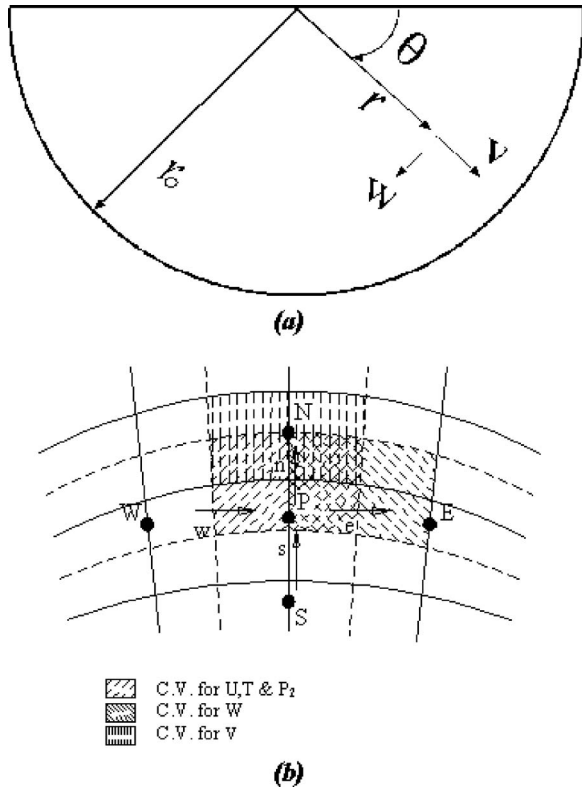 θ
r
v
w
r₀
(a)
N
n
W
P
E
w
e
s
S
C.V. for U,T & P₂
C.V. for W
C.V. for V
(b)